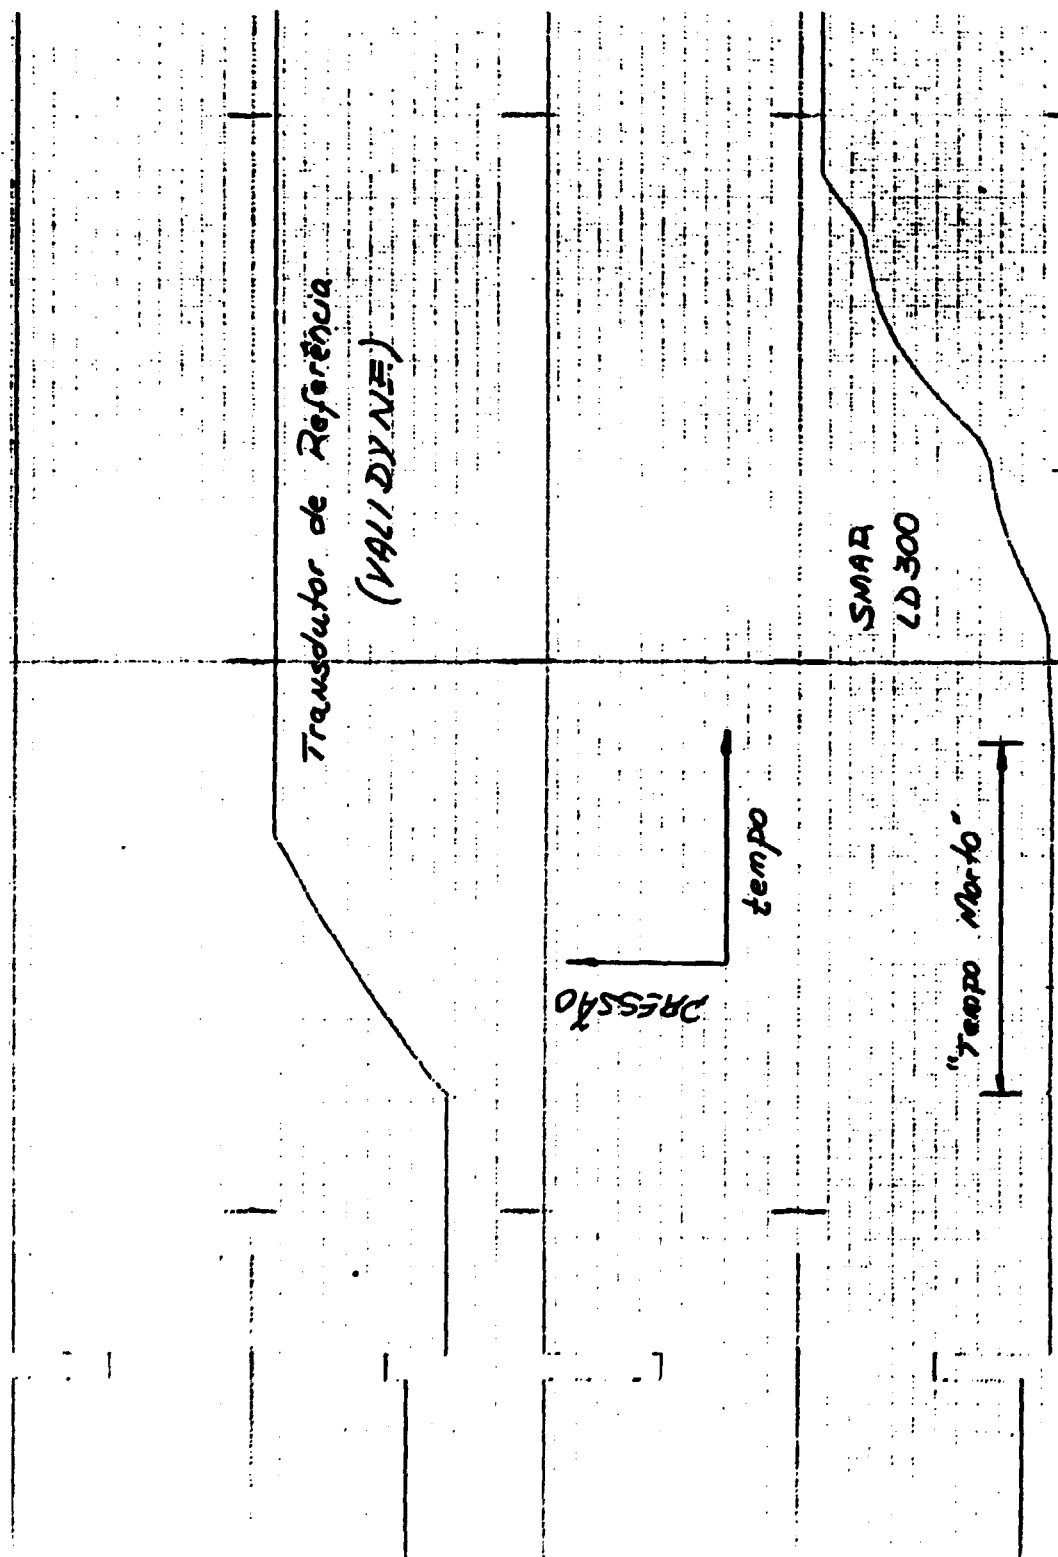 Transdutor de Referência
(VALIDYNE)
PRESSÃO
tempo
SMAR
LD300
"Tempo Morto"